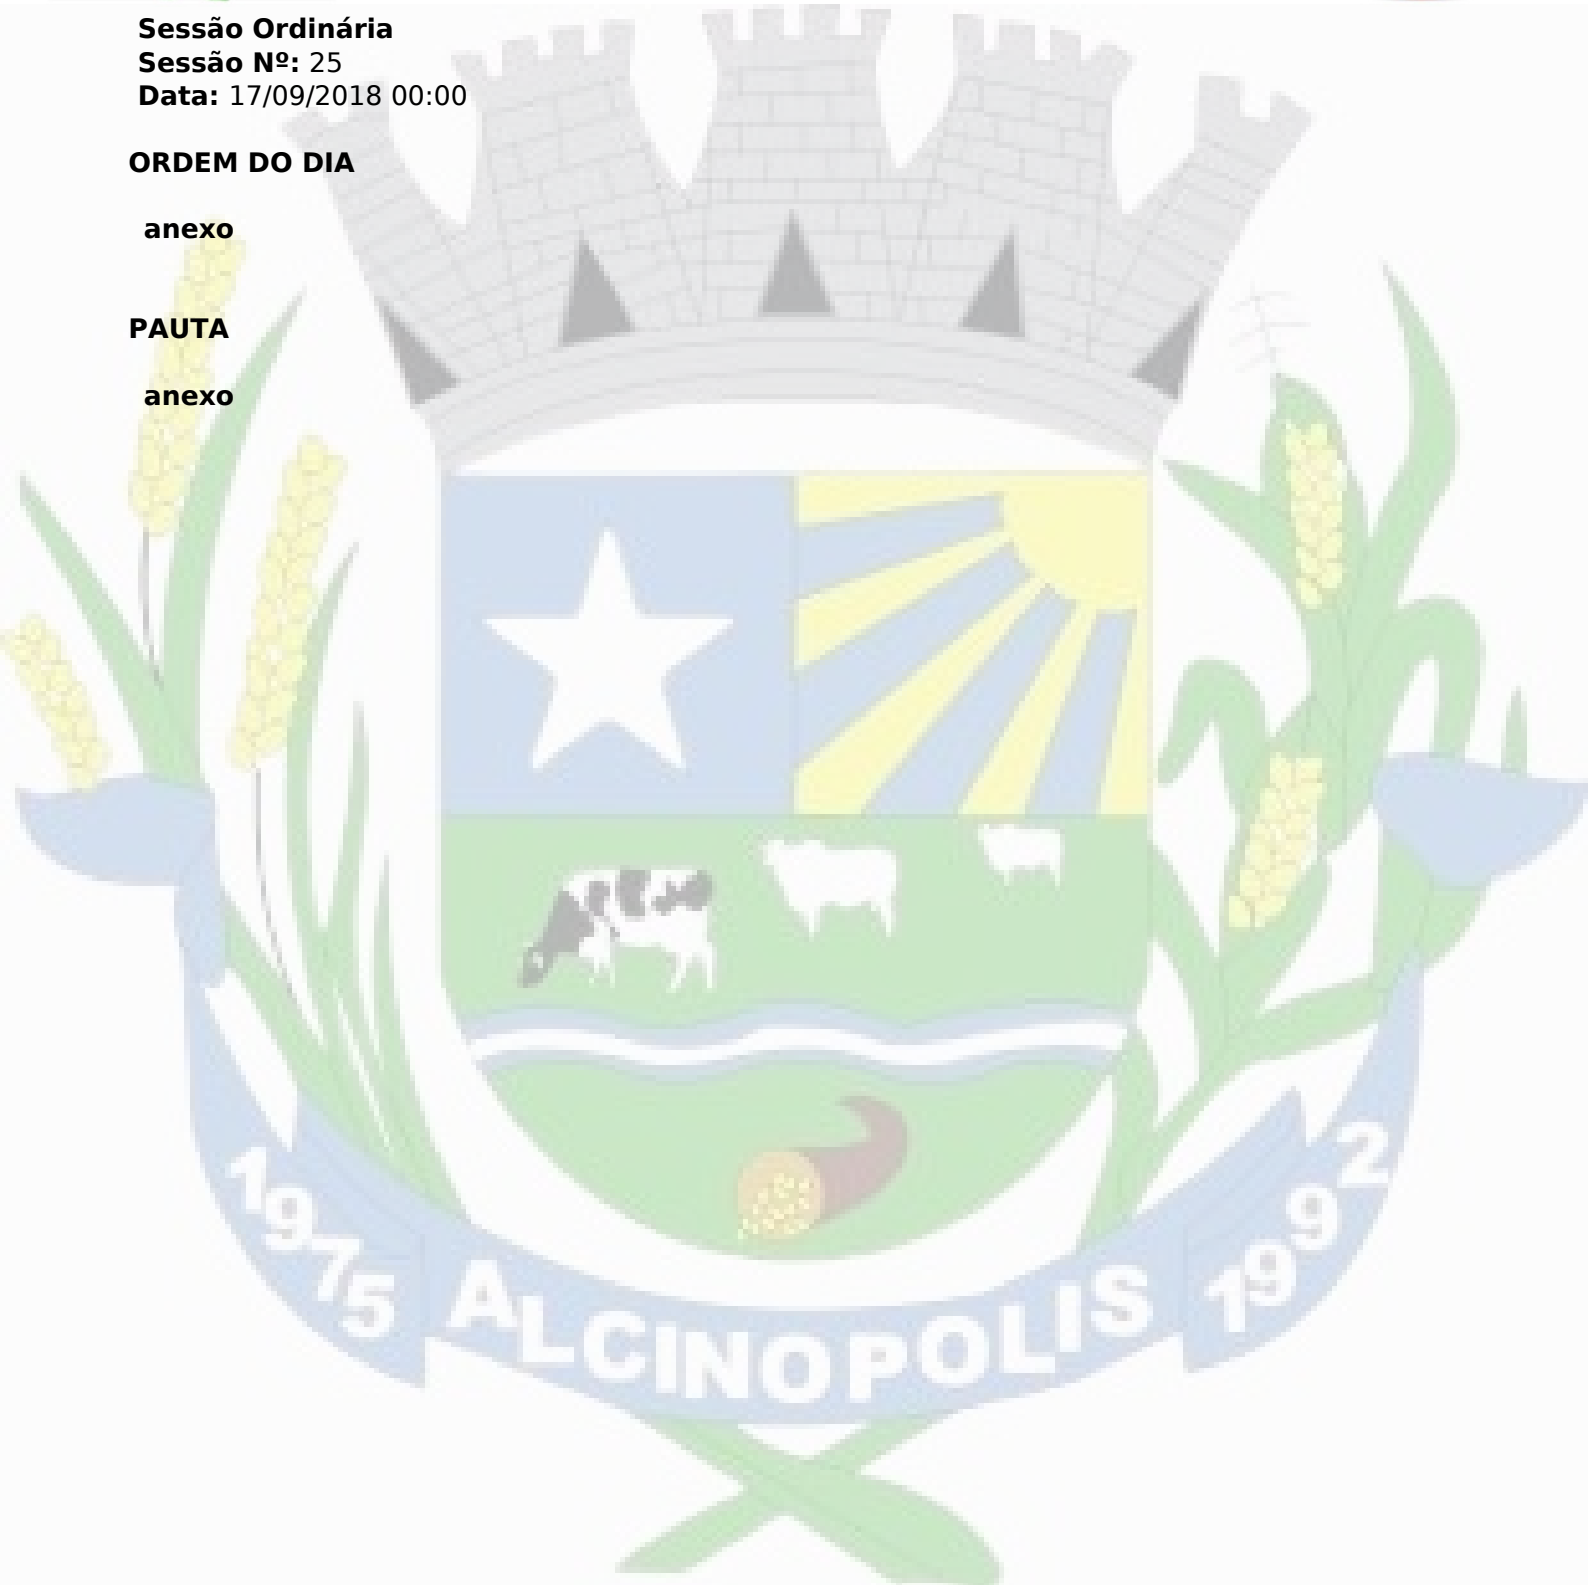 Sessão Ordinária
Sessão Nº: 25
Data: 17/09/2018 00:00
ORDEM DO DIA
anexo
PAUTA
anexo
1975 ALCINOPOLIS 1992